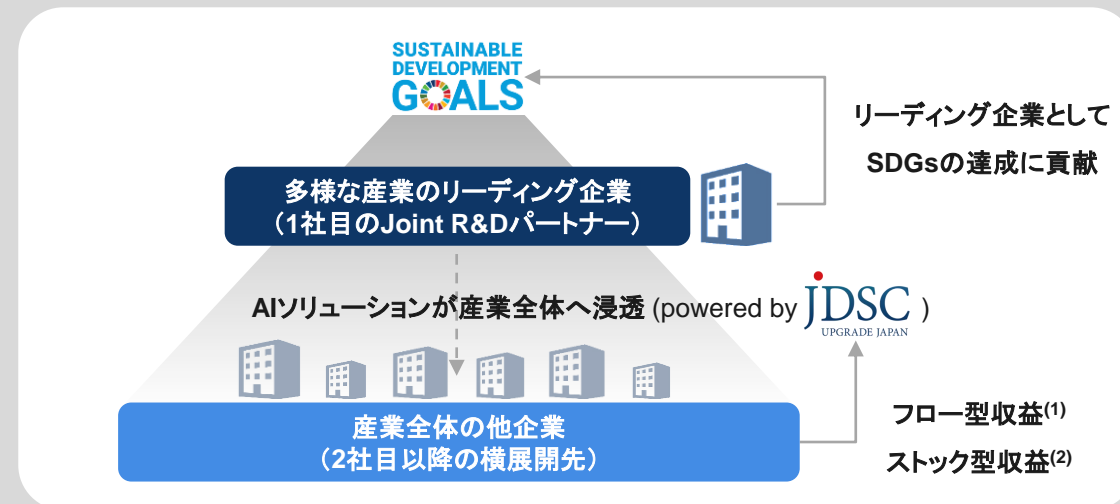 SUSTAINABLE
DEVELOPMENT
GOALS
リーディング企業として
SDGsの達成に貢献
多様な産業のリーディング企業
（1社目のJoint R&Dパートナー）
AIソリューションが産業全体へ浸透 (powered by JDSC )
UPGRADE JAPAN
産業全体の他企業
（2社目以降の横展開先）
フロー型収益(1)
ストック型収益(2)